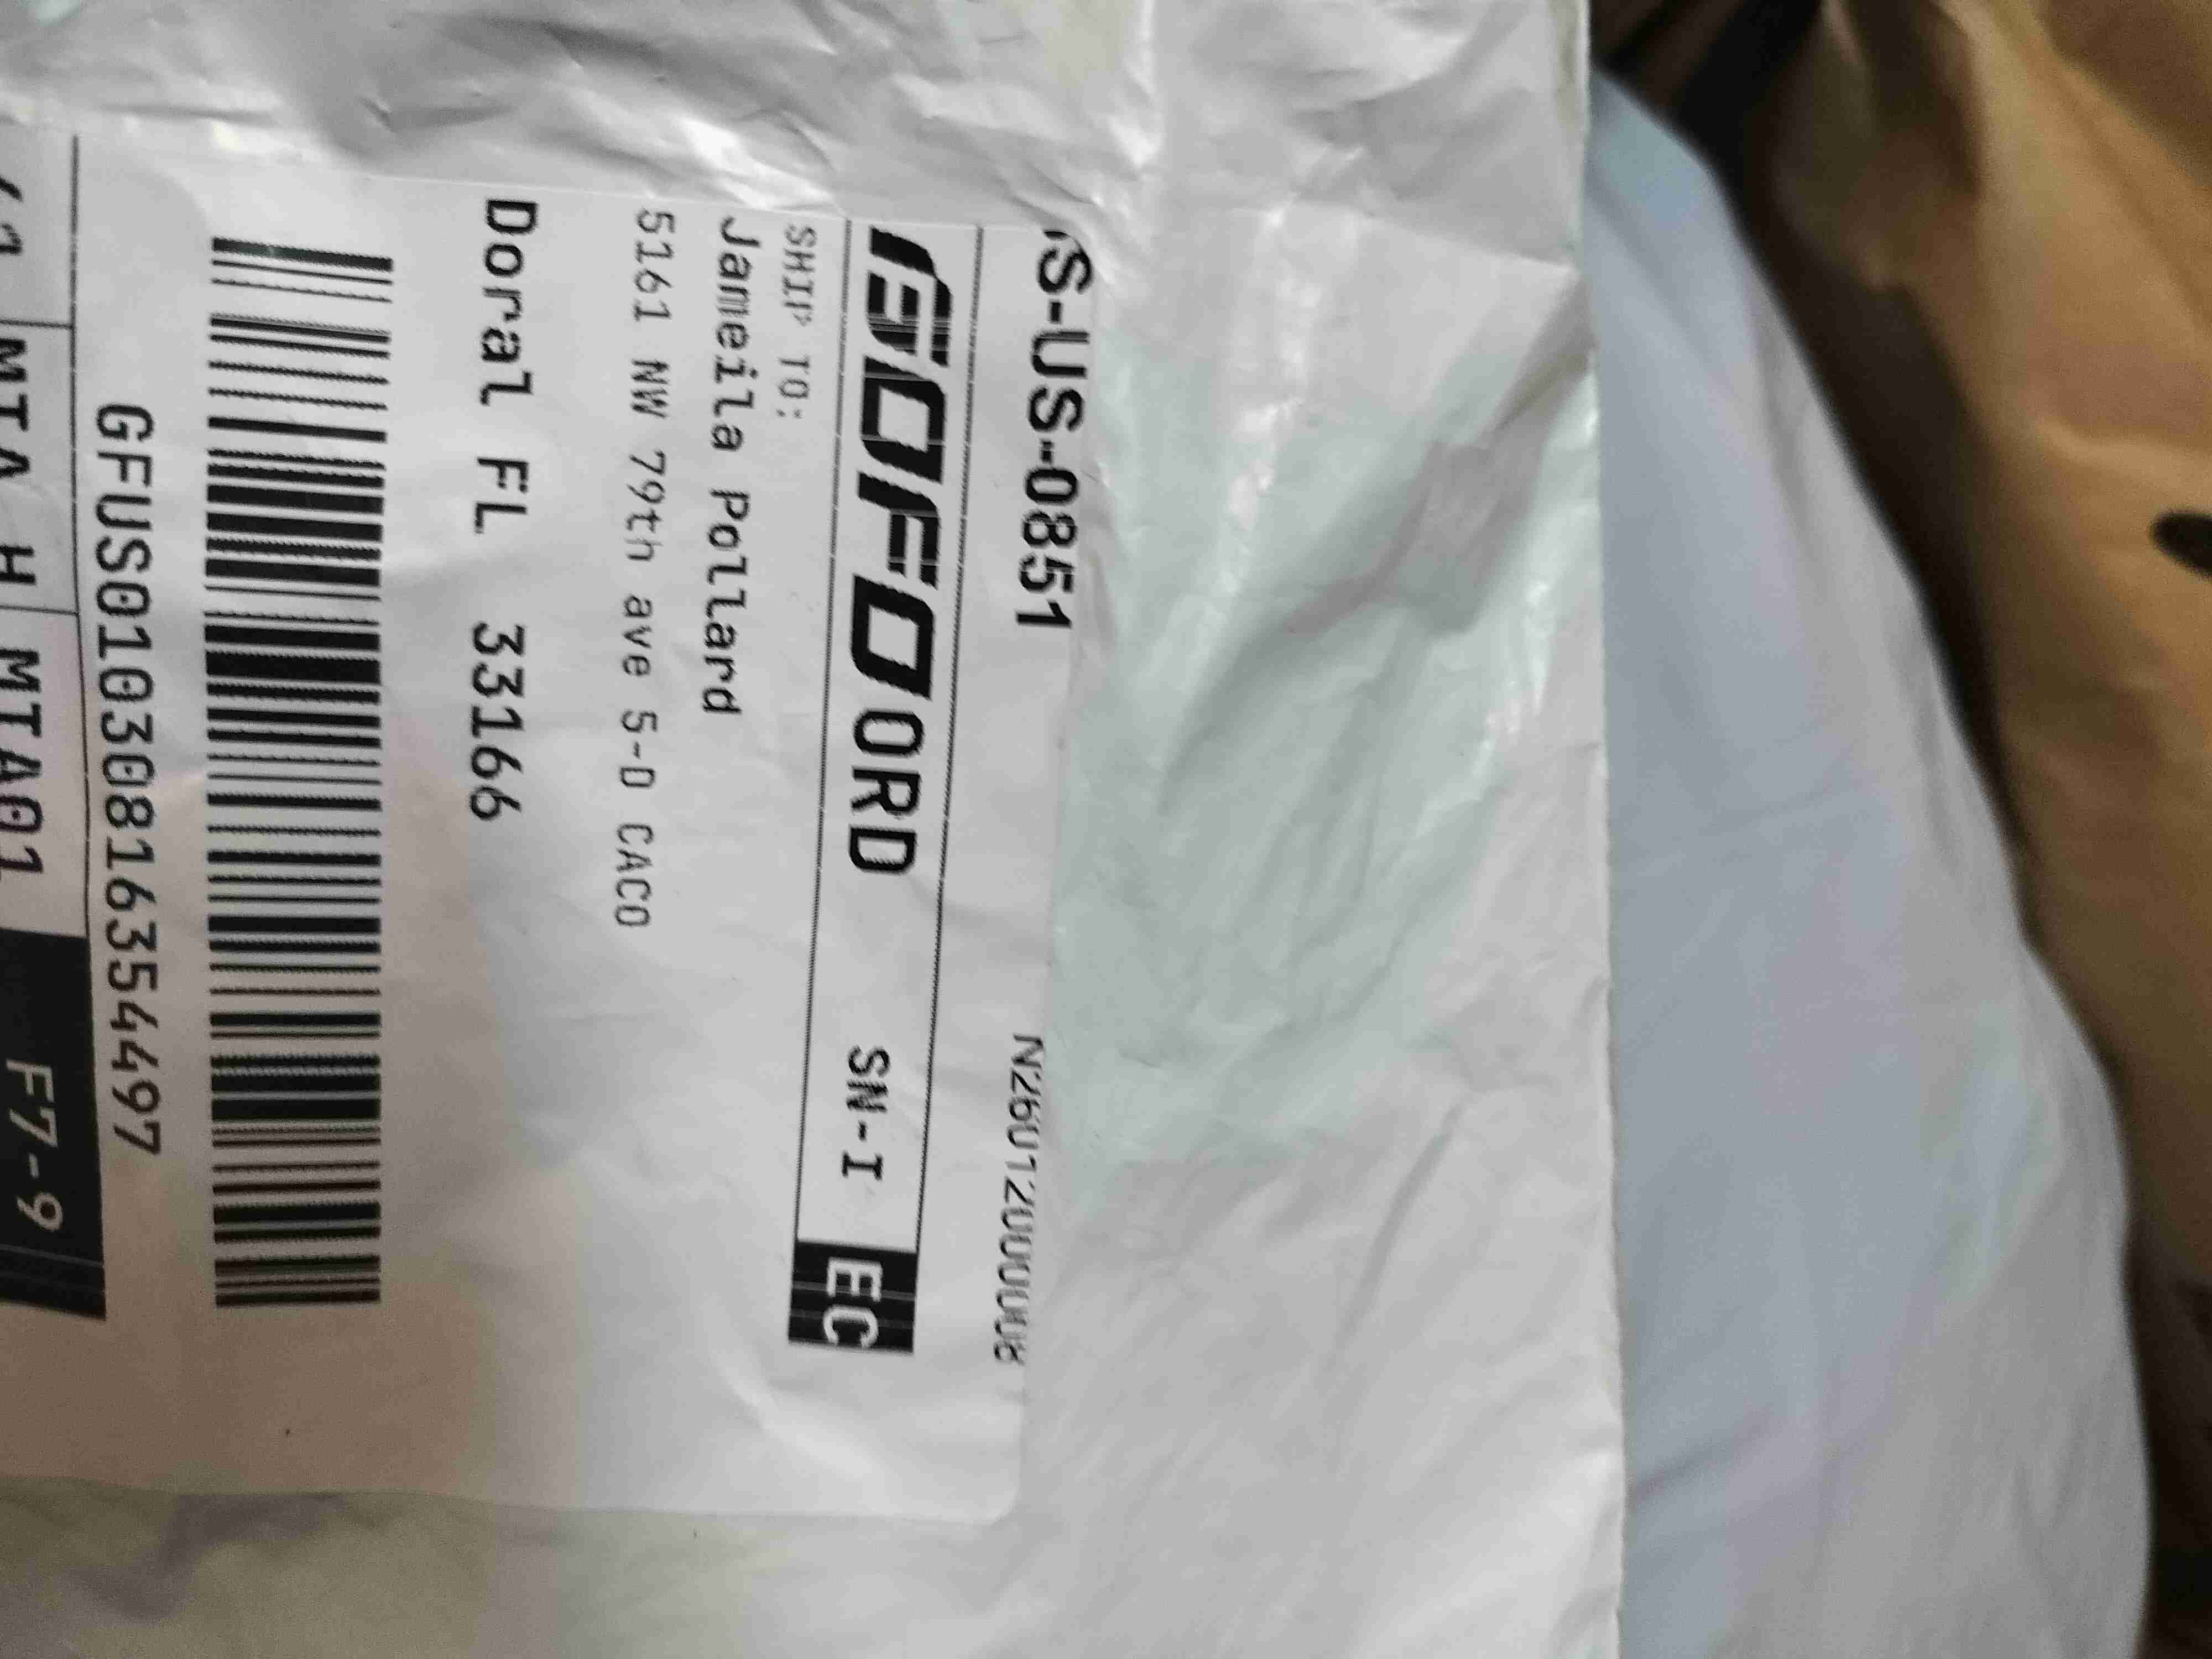 S-US-0851
N260120000008
GOFO ORD SN-I EC
SHIP TO:
Jameila Pollard
5161 NW 79th ave 5-D CACO
Doral FL 33166
GFUS01030816354497
MIA H MIA01 F7-9